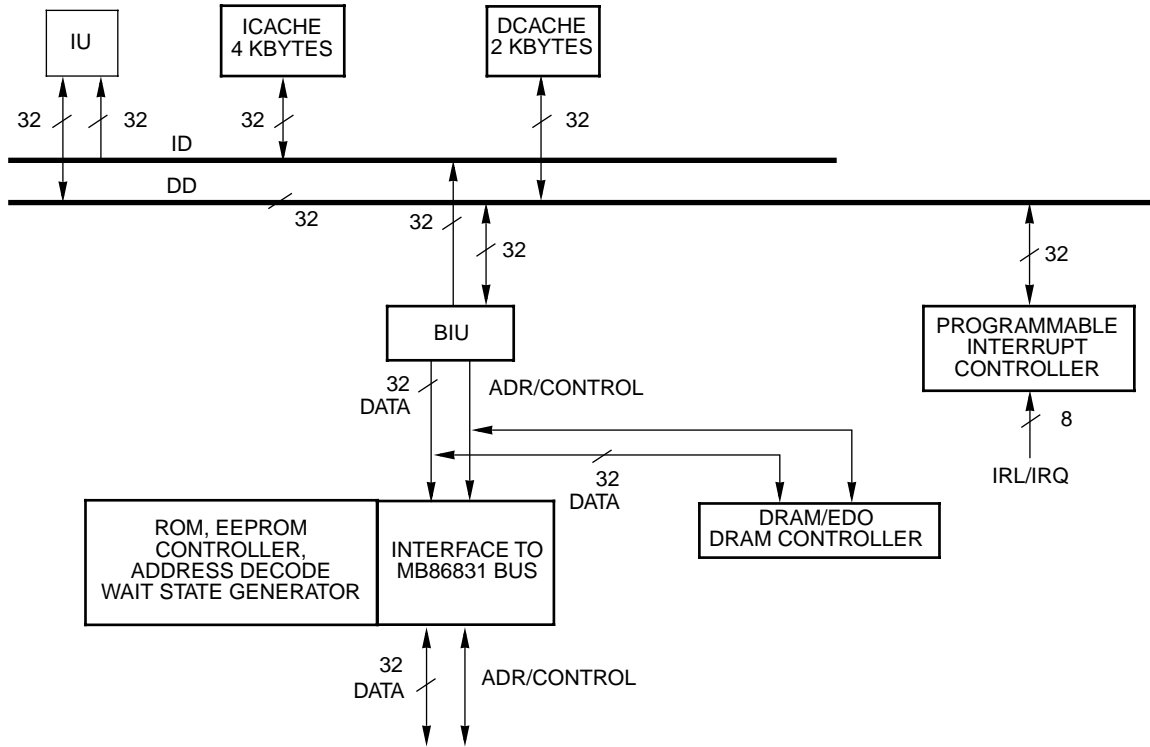 IU
ICACHE
4 KBYTES
DCACHE
2 KBYTES
32
32
32
32
ID
DD
32
32
32
32
BIU
PROGRAMMABLE
INTERRUPT
CONTROLLER
32
DATA
ADR/CONTROL
8
IRL/IRQ
32
DATA
ROM, EEPROM
CONTROLLER,
ADDRESS DECODE
WAIT STATE GENERATOR
INTERFACE TO
MB86831 BUS
DRAM/EDO
DRAM CONTROLLER
32
DATA
ADR/CONTROL